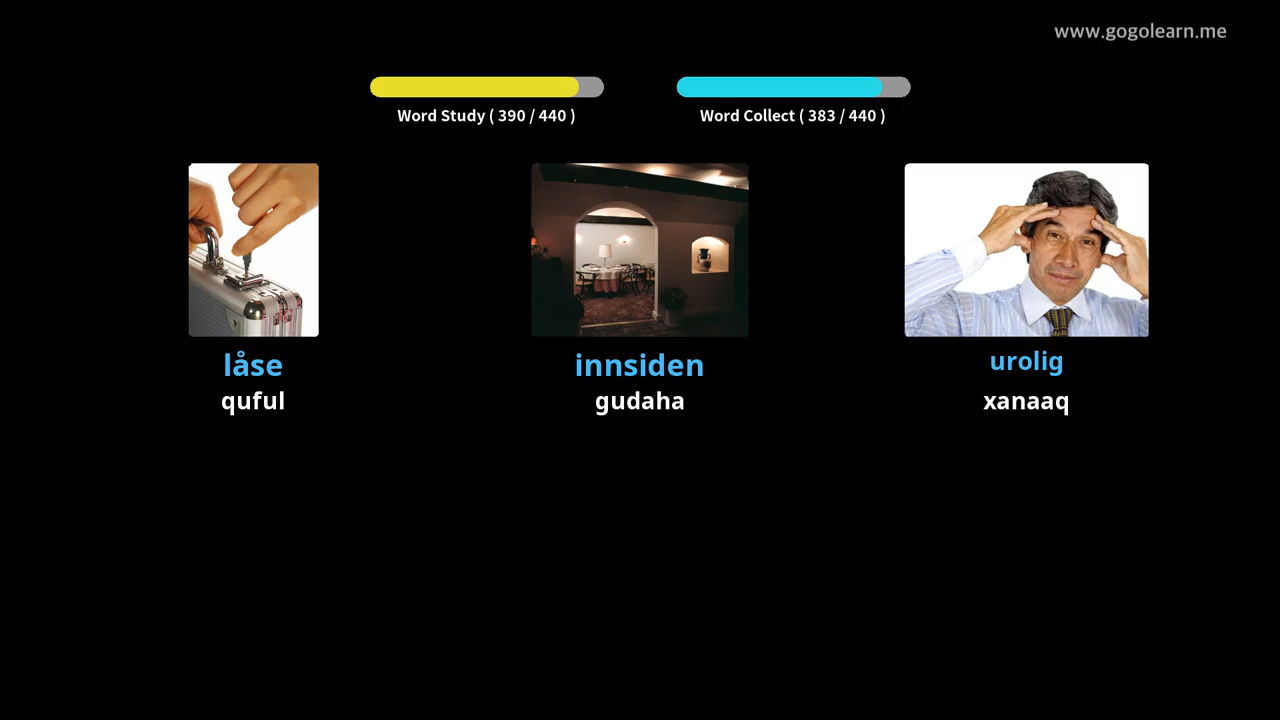 www.gogolearn.me
Word Study ( 390 / 440 )
Word Collect ( 383 / 440 )
låse
innsiden
urolig
quful
gudaha
xanaaq